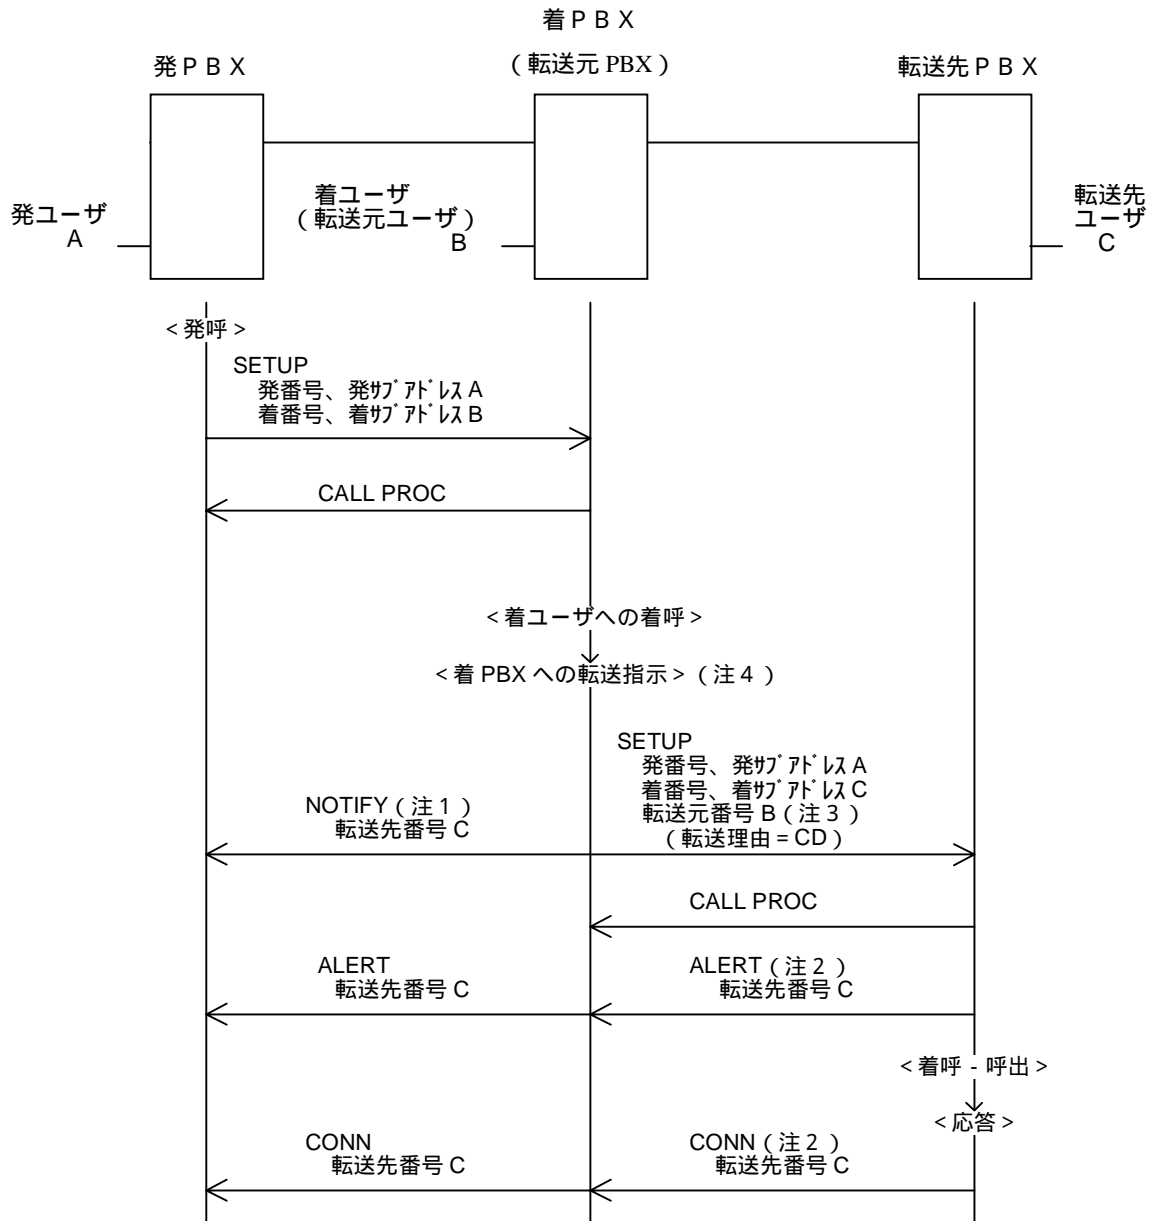 着ＰＢＸ
（転送元 PBX）
発ＰＢＸ
転送先ＰＢＸ
発ユーザ
A
着ユーザ
（転送元ユーザ）
B
転送先
ユーザ
C
＜発呼＞
SETUP
発番号、発ｻﾌﾞｱﾄﾞﾚｽ A
着番号、着ｻﾌﾞｱﾄﾞﾚｽ B
CALL PROC
＜着ユーザへの着呼＞
＜着 PBX への転送指示＞（注４）
SETUP
発番号、発ｻﾌﾞｱﾄﾞﾚｽ A
着番号、着ｻﾌﾞｱﾄﾞﾚｽ C
転送元番号 B（注３）
（転送理由＝CD）
NOTIFY（注１）
転送先番号 C
CALL PROC
ALERT
転送先番号 C
ALERT（注２）
転送先番号 C
＜着呼‐呼出＞
＜応答＞
CONN
転送先番号 C
CONN（注２）
転送先番号 C